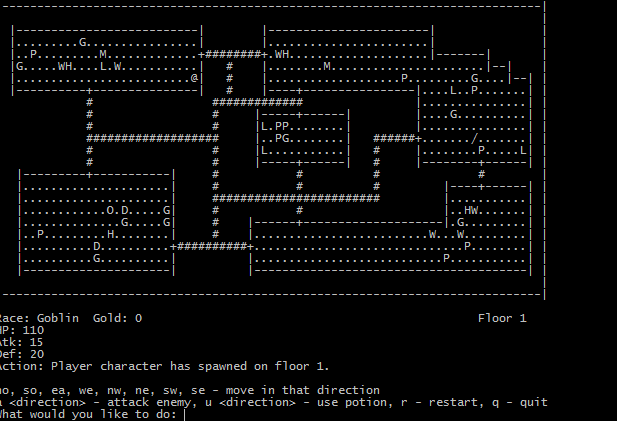 |-----------------------------------------------------------------------------|
| |--------------------------| |-----------------------| |
| |........G................| |.......................| |
| |..P.........M.............+########+.WH....................|-------| |
| |G.....WH....L.W...........| # |........M.....................|--| |
| |........................@| # |...................P.........G....|--| |
| |----------+---------------| # |----+----------------|....L..P.......| |
# ############# |...............| |
# # |-----+------| |....G..........| |
################### # |L.PP........| ######+......./.......| |
# # |..PG........| # |........P.....L| |
# # |L...........| # |--------+------| |
|---------+-----------| # |-----+------| # #
|.....................| # # # |----+------|
|.....................| ######################## |...........|
|............O.D.....G| # # |...HW......|
|..............G.....G| # |------+--------------------|.G.........|
|..P.........H........| # |..........................W...W........|
|..........D..........+##########+...............................P.......|
|..........G..........| |............................P..........|
|---------------------| |---------------------------------------|
|-----------------------------------------------------------------------------|
Race: Goblin  Gold: 0 Floor 1
HP: 110
Atk: 15
Def: 20
Action: Player character has spawned on floor 1.
no, so, ea, we, nw, ne, sw, se - move in that direction
a <direction> - attack enemy, u <direction> - use potion, r - restart, q - quit
What would you like to do: